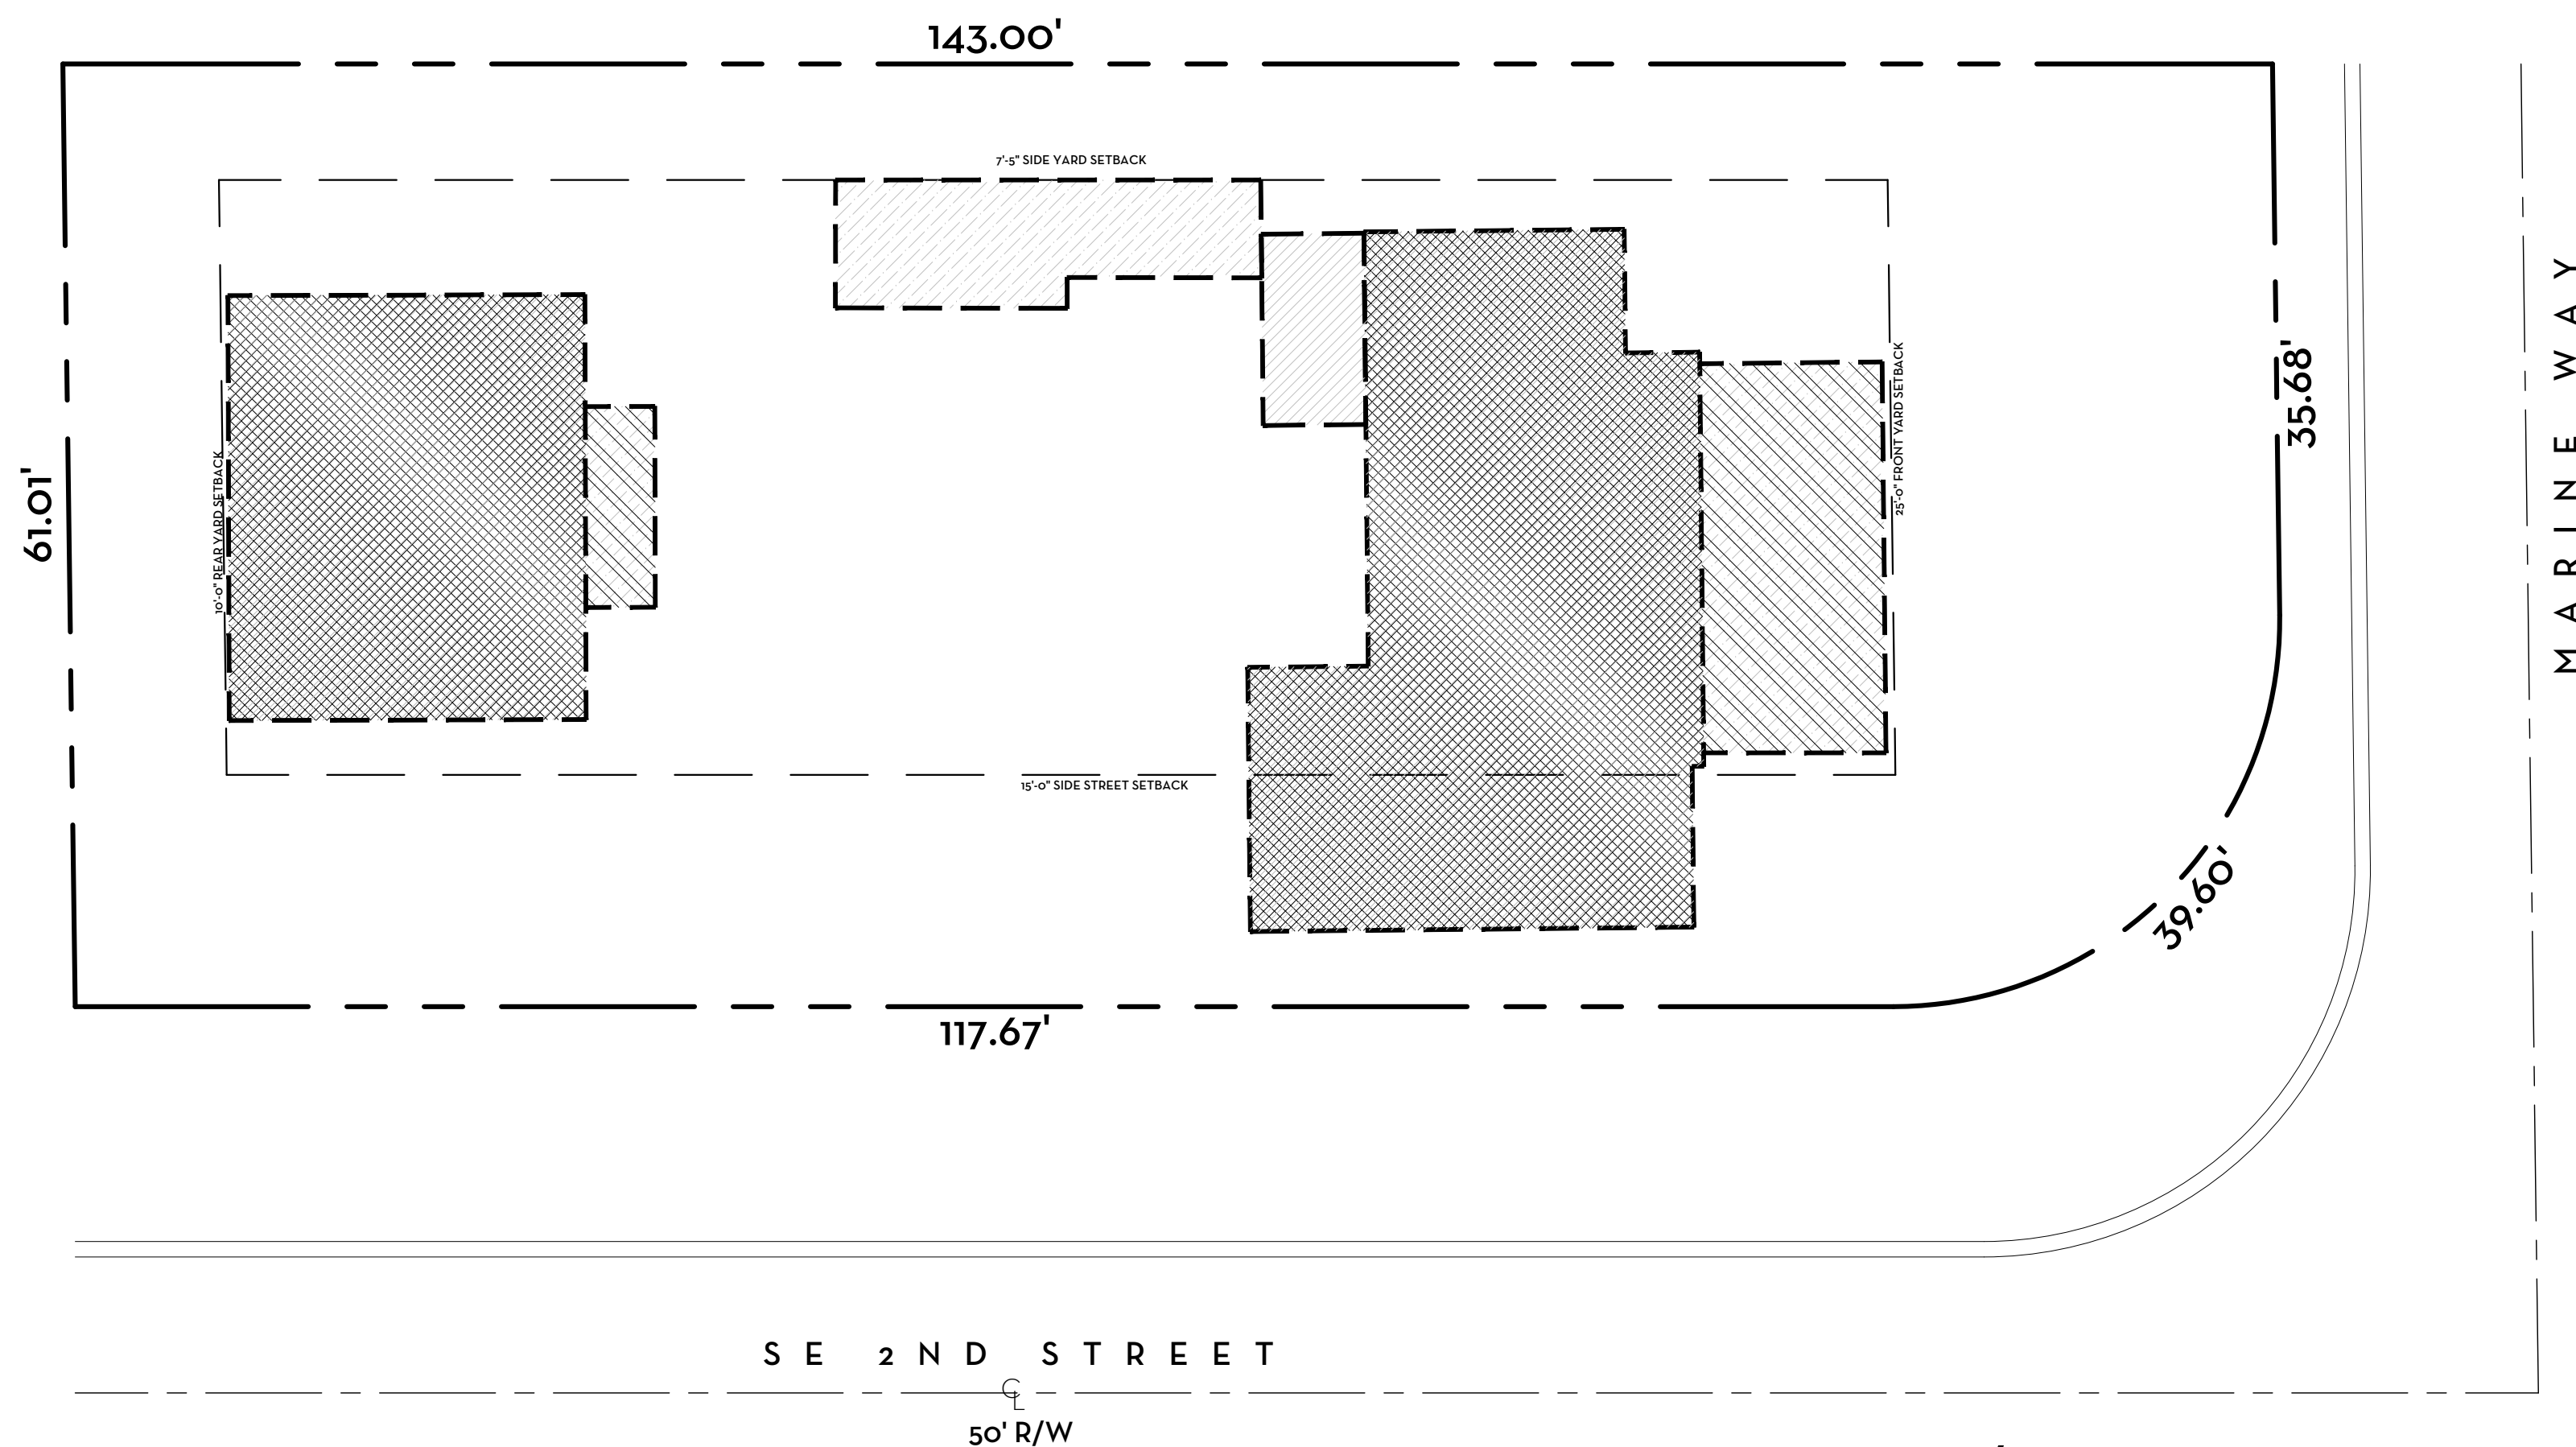 143.00'
7'-5" SIDE YARD SETBACK
61.01'
10'-0" REAR YARD SETBACK
25'-0" FRONT YARD SETBACK
35.68'
MARINE WAY
15'-0" SIDE STREET SETBACK
39.60'
117.67'
SE 2ND STREET
CL
50' R/W